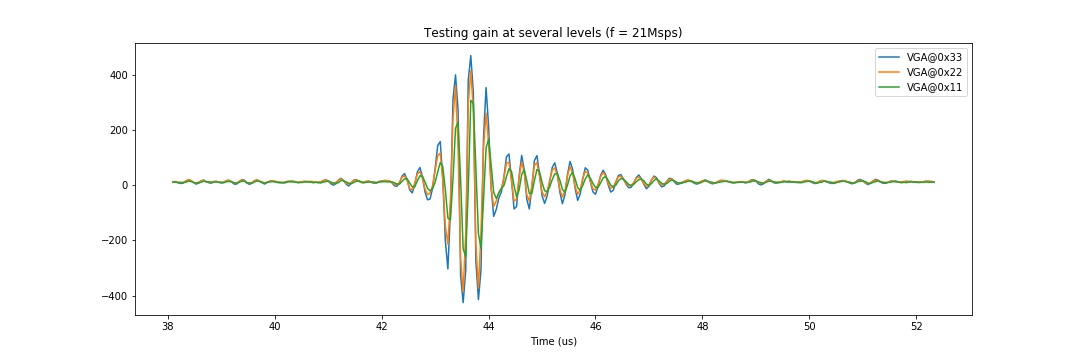 Testing gain at several levels (f = 21Msps)
VGA@0x33
VGA@0x22
VGA@0x11
400
200
0
−200
−400
38 40 42 44 46 48 50 52
Time (us)